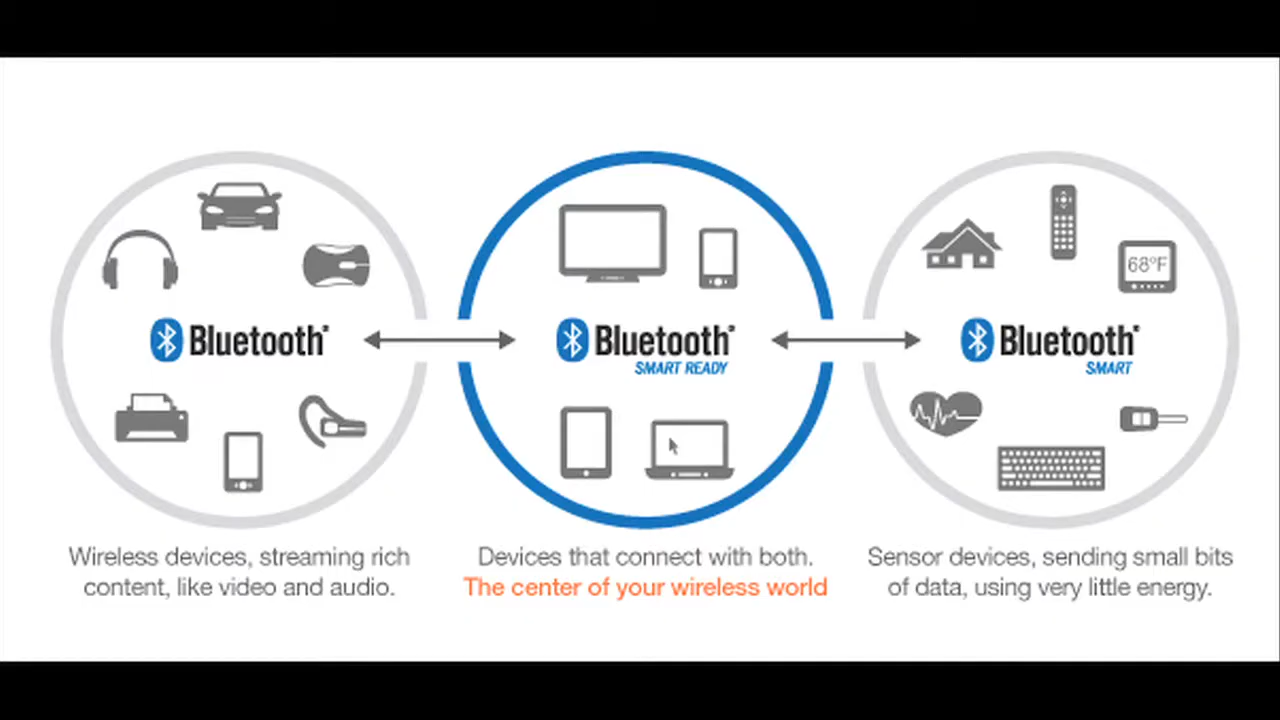 68°F
Bluetooth
Bluetooth
SMART READY
Bluetooth
SMART
Wireless devices, streaming rich
content, like video and audio.
Devices that connect with both.
The center of your wireless world
Sensor devices, sending small bits
of data, using very little energy.